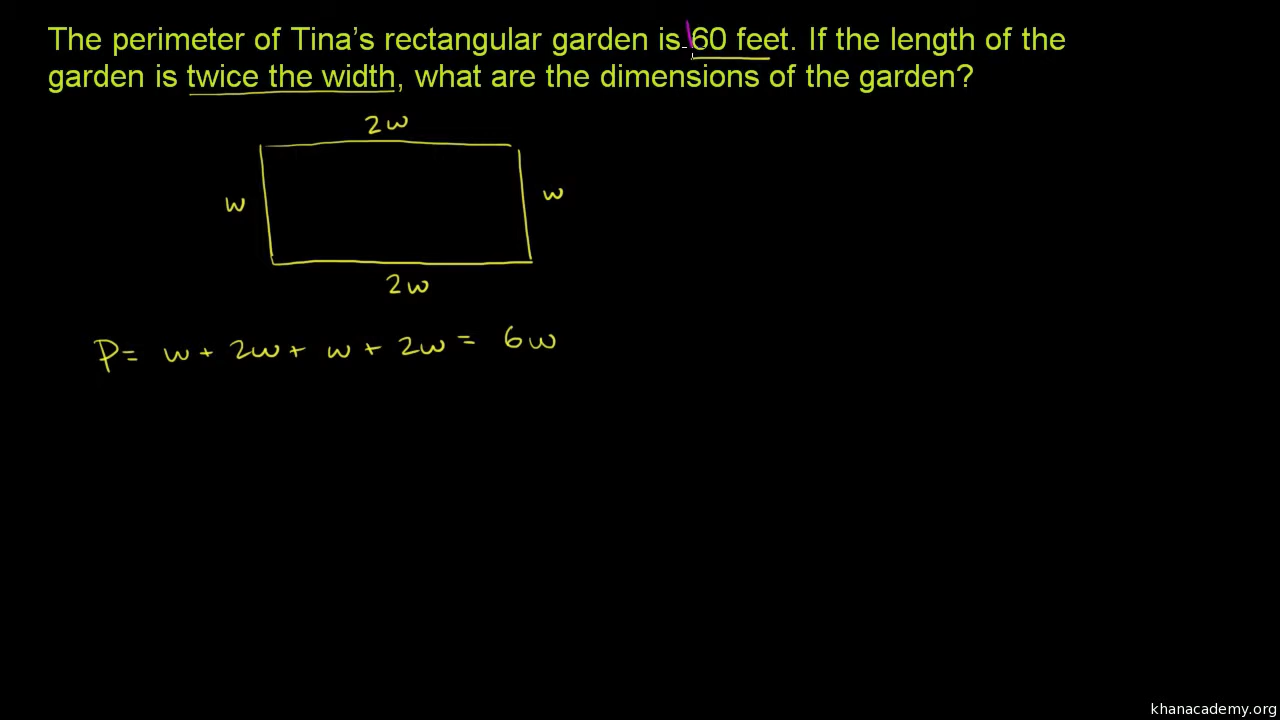 The perimeter of Tina's rectangular garden is 60 feet. If the length of the
garden is twice the width, what are the dimensions of the garden?
2w
w
w
2w
P= w + 2w + w + 2w = 6w
khanacademy.org